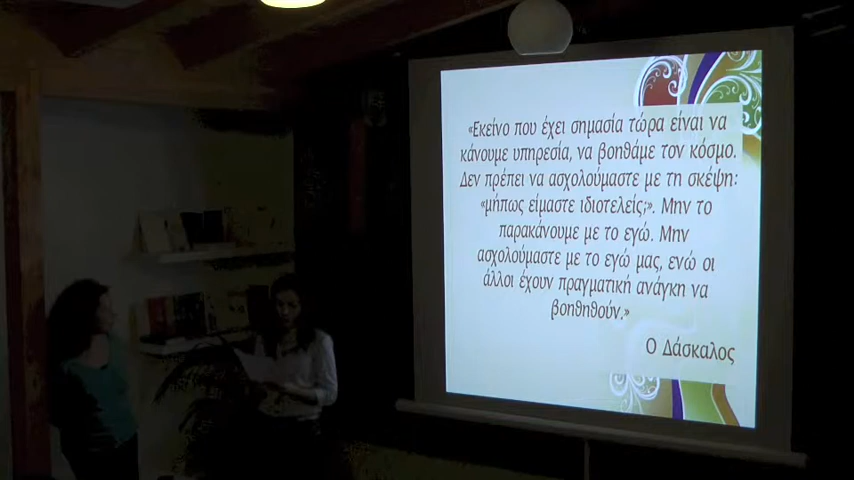 «Εκείνο που έχει σημασία τώρα είναι να
κάνουμε υπηρεσία, να βοηθάμε τον κόσμο.
Δεν πρέπει να ασχολούμαστε με τη σκέψη:
«μήπως είμαστε ιδιοτελείς;». Μην το
παρακάνουμε με το εγώ. Μην
ασχολούμαστε με το εγώ μας, ενώ οι
άλλοι έχουν πραγματική ανάγκη να
βοηθηθούν.»
Ο Δάσκαλος